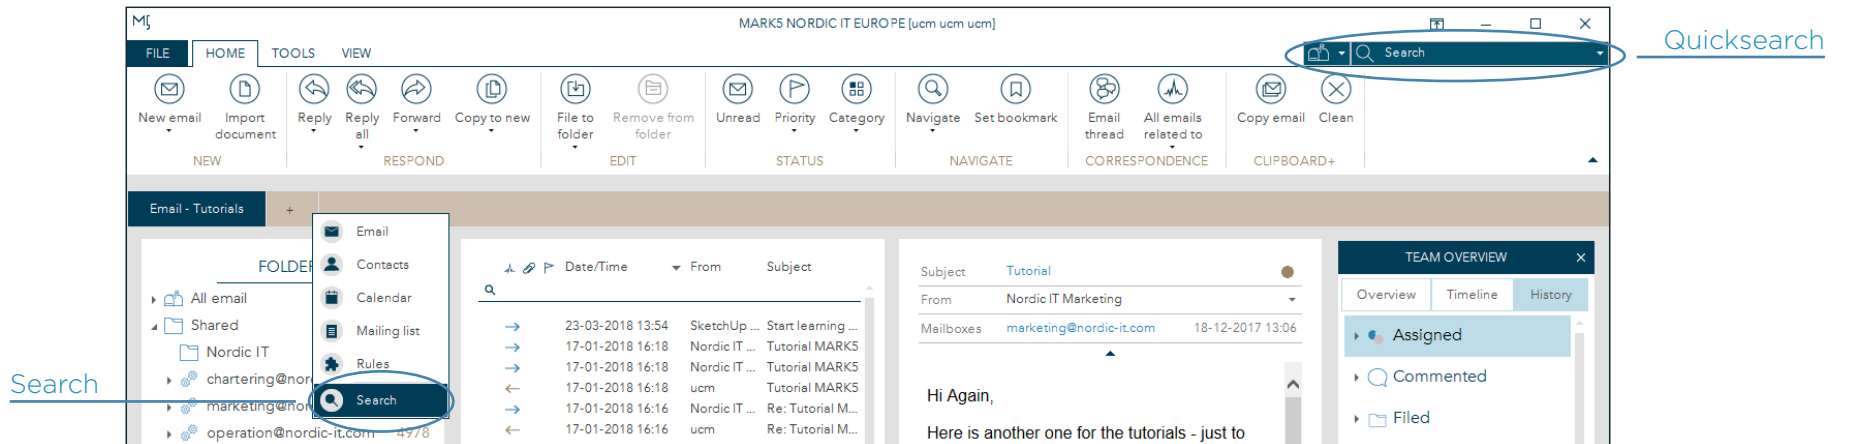 M5
MARK5 NORDIC IT EUROPE [ucm ucm ucm]
Quicksearch
FILE HOME TOOLS VIEW
Search
New email
Import document
NEW
Reply
Reply all
Forward
Copy to new
RESPOND
File to folder
Remove from folder
EDIT
Unread
Priority
Category
STATUS
Navigate
Set bookmark
NAVIGATE
Email thread
All emails related to
CORRESPONDENCE
Copy email
Clean
CLIPBOARD+
Email - Tutorials +
Email
Contacts
Calendar
Mailing list
Rules
Search
Search
FOLDER
All email
Shared
Nordic IT
chartering@nor
marketing@nor
operation@nordic-it.com 4978
Date/Time From Subject
23-03-2018 13:54 SketchUp ... Start learning ...
17-01-2018 16:18 Nordic IT ... Tutorial MARK5
17-01-2018 16:18 Nordic IT ... Tutorial MARK5
17-01-2018 16:18 ucm Tutorial MARK5
17-01-2018 16:16 Nordic IT ... Re: Tutorial M...
17-01-2018 16:16 ucm Re: Tutorial M...
Subject Tutorial
From Nordic IT Marketing
Mailboxes marketing@nordic-it.com 18-12-2017 13:06
Hi Again,
Here is another one for the tutorials - just to
TEAM OVERVIEW
Overview Timeline History
Assigned
Commented
Filed